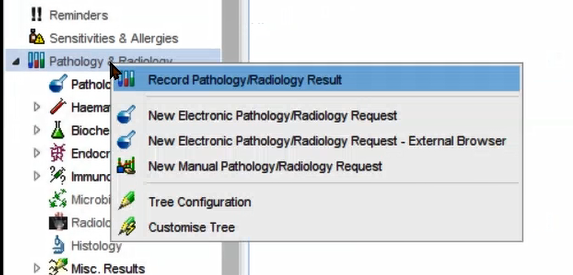 Reminders
Sensitivities & Allergies
Pathology & Radiology
Record Pathology/Radiology Result
New Electronic Pathology/Radiology Request
New Electronic Pathology/Radiology Request - External Browser
New Manual Pathology/Radiology Request
Tree Configuration
Customise Tree
Patholo
Haema
Bioche
Endocr
Immuno
Microbi
Radiolo
Histology
Misc. Results